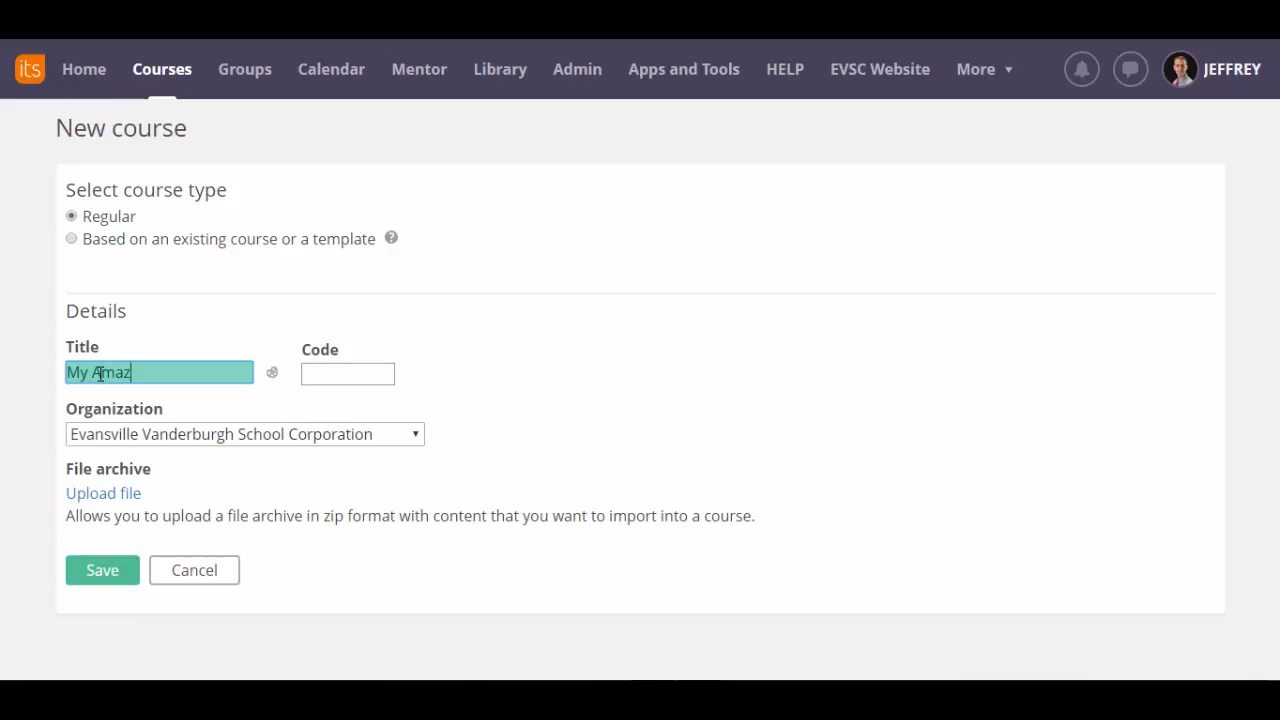 its Home Courses Groups Calendar Mentor Library Admin Apps and Tools HELP EVSC Website More JEFFREY
New course
Select course type
Regular
Based on an existing course or a template ?
Details
Title Code
My Amaz
Organization
Evansville Vanderburgh School Corporation
File archive
Upload file
Allows you to upload a file archive in zip format with content that you want to import into a course.
Save Cancel